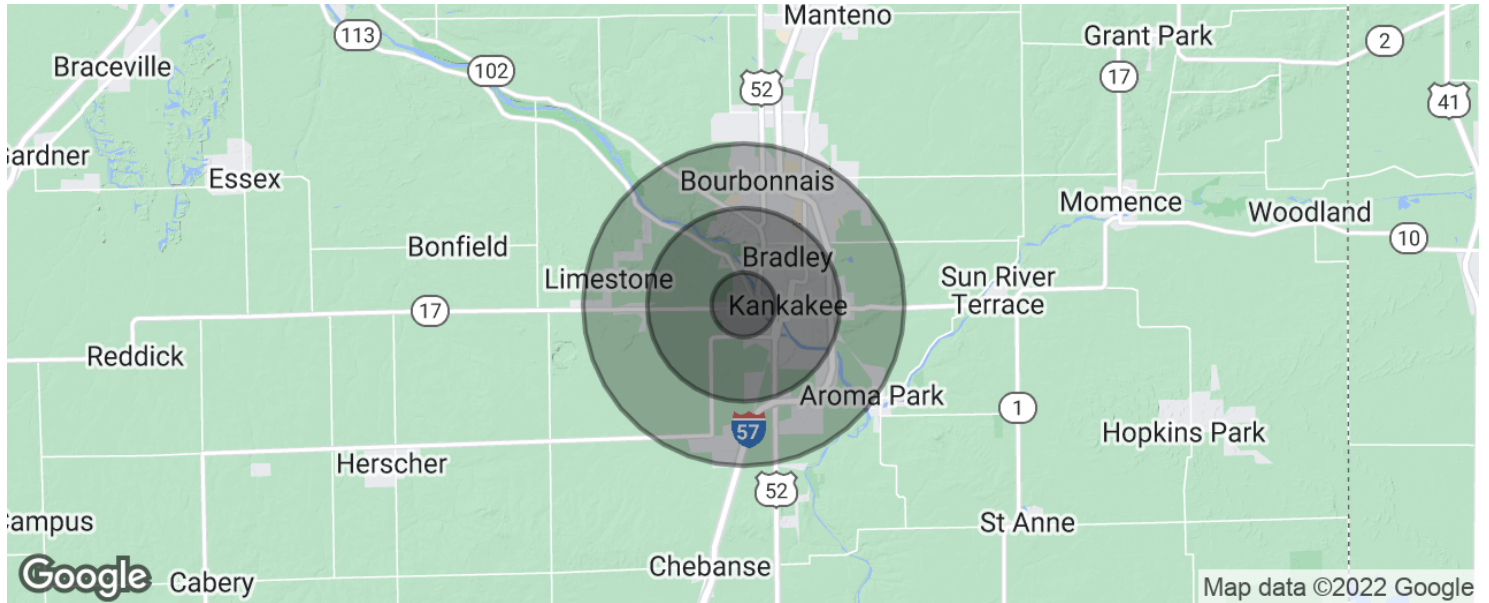 Manteno
Grant Park
113
2
Braceville
102
17
52
41
Gardner
Essex
Bourbonnais
Momence
Woodland
Bonfield
10
Bradley
Limestone
Sun River
Terrace
Kankakee
17
Reddick
Aroma Park
1
57
Hopkins Park
Herscher
52
Campus
St Anne
Chebanse
Google
Cabery
Map data ©2022 Google